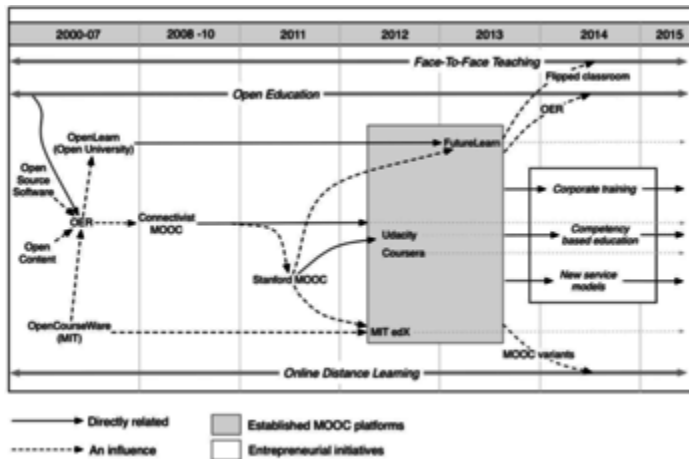 2000-07 2008 -10 2011 2012 2013 2014 2015
Face-To-Face Teaching
Flipped classroom
Open Education
OER
OpenLearn
(Open University)
FutureLearn
Open
Source
Software
Corporate training
OER
Connectivist
MOOC
Udacity
Competency
based education
Open
Content
Coursera
Stanford MOOC
New service
models
OpenCourseWare
(MIT)
MIT edX
MOOC variants
Online Distance Learning
Directly related
Established MOOC platforms
An influence
Entrepreneurial initiatives